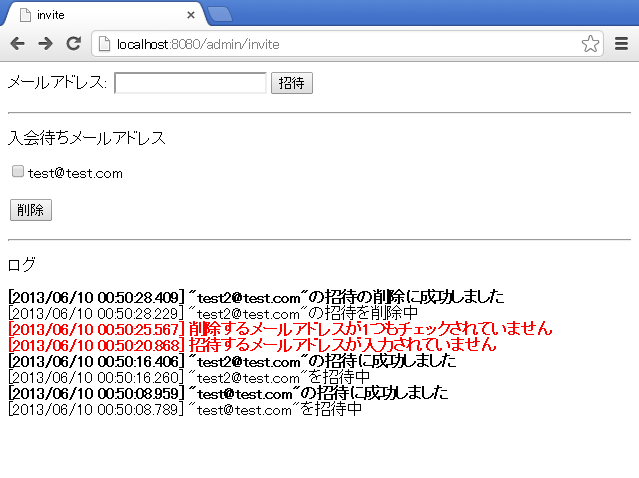 invite
localhost:8080/admin/invite
メールアドレス: 招待
入会待ちメールアドレス
test@test.com
削除
ログ
[2013/06/10 00:50:28.409] "test2@test.com"の招待の削除に成功しました
[2013/06/10 00:50:28.229] "test2@test.com"の招待を削除中
[2013/06/10 00:50:25.567] 削除するメールアドレスが1つもチェックされていません
[2013/06/10 00:50:20.868] 招待するメールアドレスが入力されていません
[2013/06/10 00:50:16.406] "test2@test.com"の招待に成功しました
[2013/06/10 00:50:16.260] "test2@test.com"を招待中
[2013/06/10 00:50:08.959] "test@test.com"の招待に成功しました
[2013/06/10 00:50:08.789] "test@test.com"を招待中